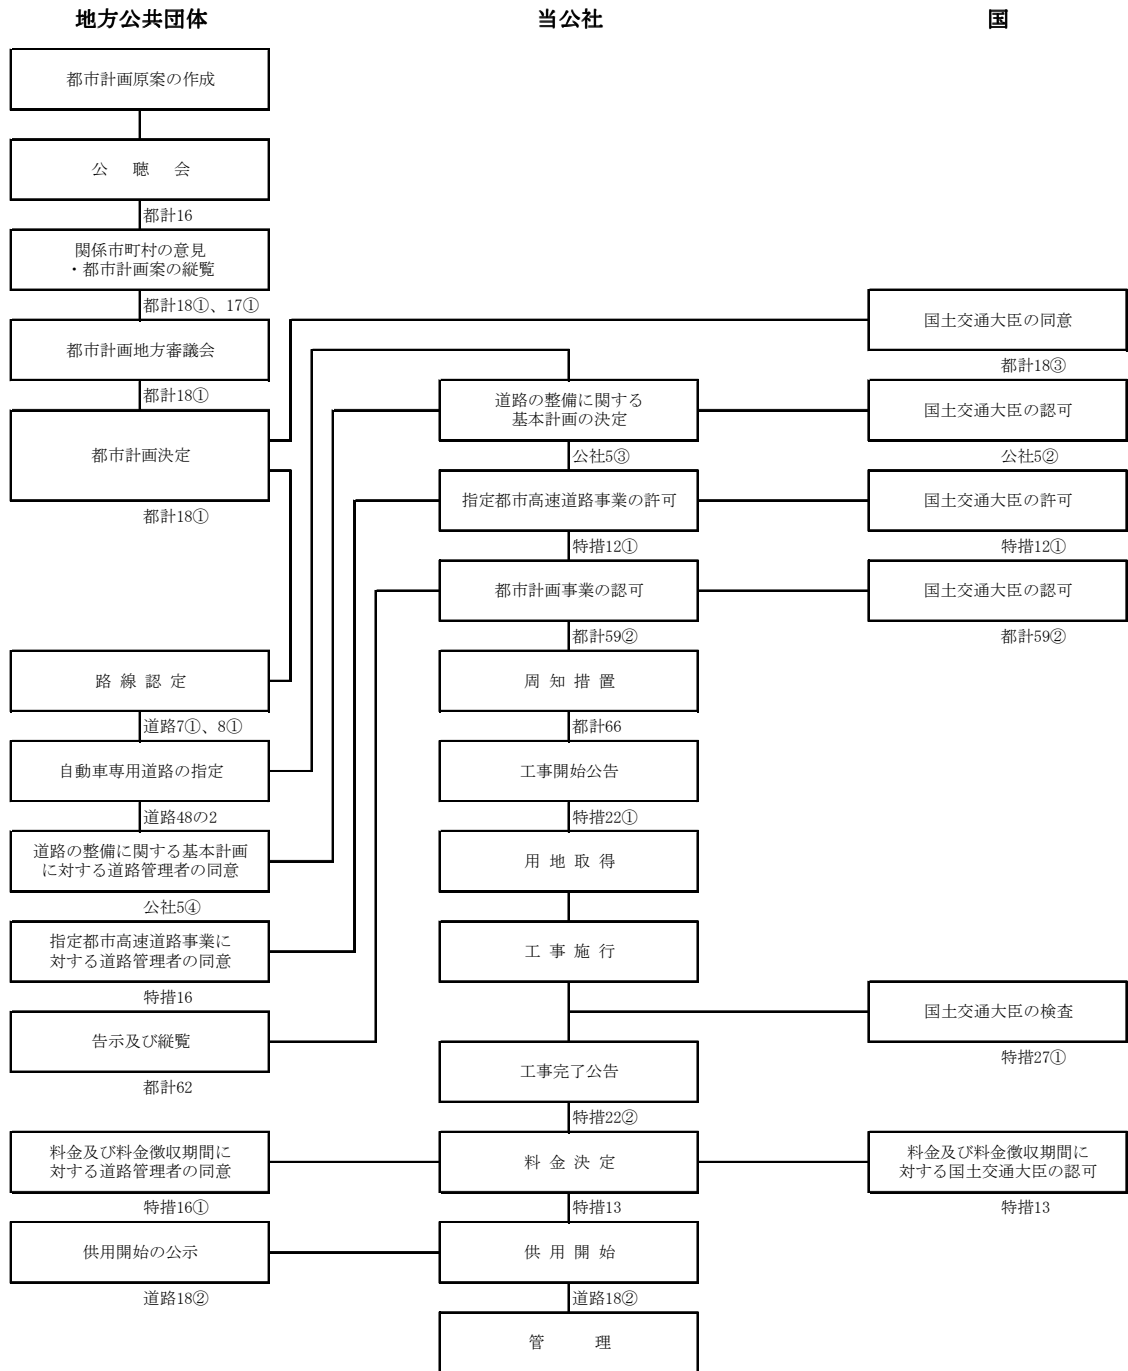 地方公共団体
当公社
国
都市計画原案の作成
公 聴 会
都計16
関係市町村の意見
・都市計画案の縦覧
都計18①、17①
都市計画地方審議会
都計18①
都市計画決定
都計18①
路 線 認 定
道路7①、8①
自動車専用道路の指定
道路48の2
道路の整備に関する基本計画
に対する道路管理者の同意
公社5④
指定都市高速道路事業に
対する道路管理者の同意
特措16
告示及び縦覧
都計62
料金及び料金徴収期間に
対する道路管理者の同意
特措16①
供用開始の公示
道路18②
道路の整備に関する
基本計画の決定
公社5③
指定都市高速道路事業の許可
特措12①
都市計画事業の認可
都計59②
周 知 措 置
都計66
工事開始公告
特措22①
用 地 取 得
工 事 施 行
工事完了公告
特措22②
料 金 決 定
特措13
供 用 開 始
道路18②
管 理
国土交通大臣の同意
都計18③
国土交通大臣の認可
公社5②
国土交通大臣の許可
特措12①
国土交通大臣の認可
都計59②
国土交通大臣の検査
特措27①
料金及び料金徴収期間に
対する国土交通大臣の認可
特措13